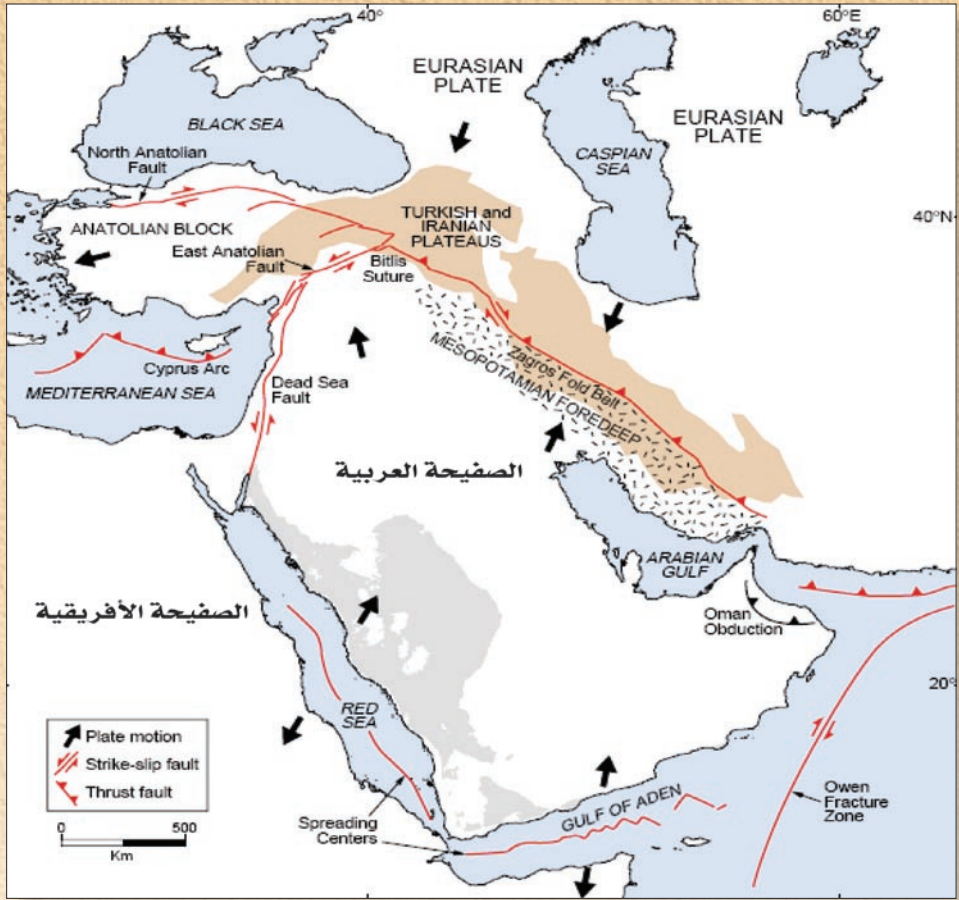 40°
60°E
EURASIAN
PLATE
EURASIAN
PLATE
BLACK SEA
CASPIAN
SEA
North Anatolian
Fault
40°N
TURKISH and
IRANIAN
PLATEAUS
ANATOLIAN BLOCK
East Anatolian
Fault
Bitlis
Suture
Zagros Fold Belt
MESOPOTAMIAN FOREDEEP
Cyprus Arc
MEDITERRANEAN SEA
Dead Sea
Fault
الصفيحة العربية
ARABIAN
GULF
الصفيحة الأفريقية
Oman
Obduction
20°
RED
SEA
Plate motion
Strike-slip fault
Thrust fault
0 500
Km
Spreading
Centers
GULF OF ADEN
Owen
Fracture
Zone